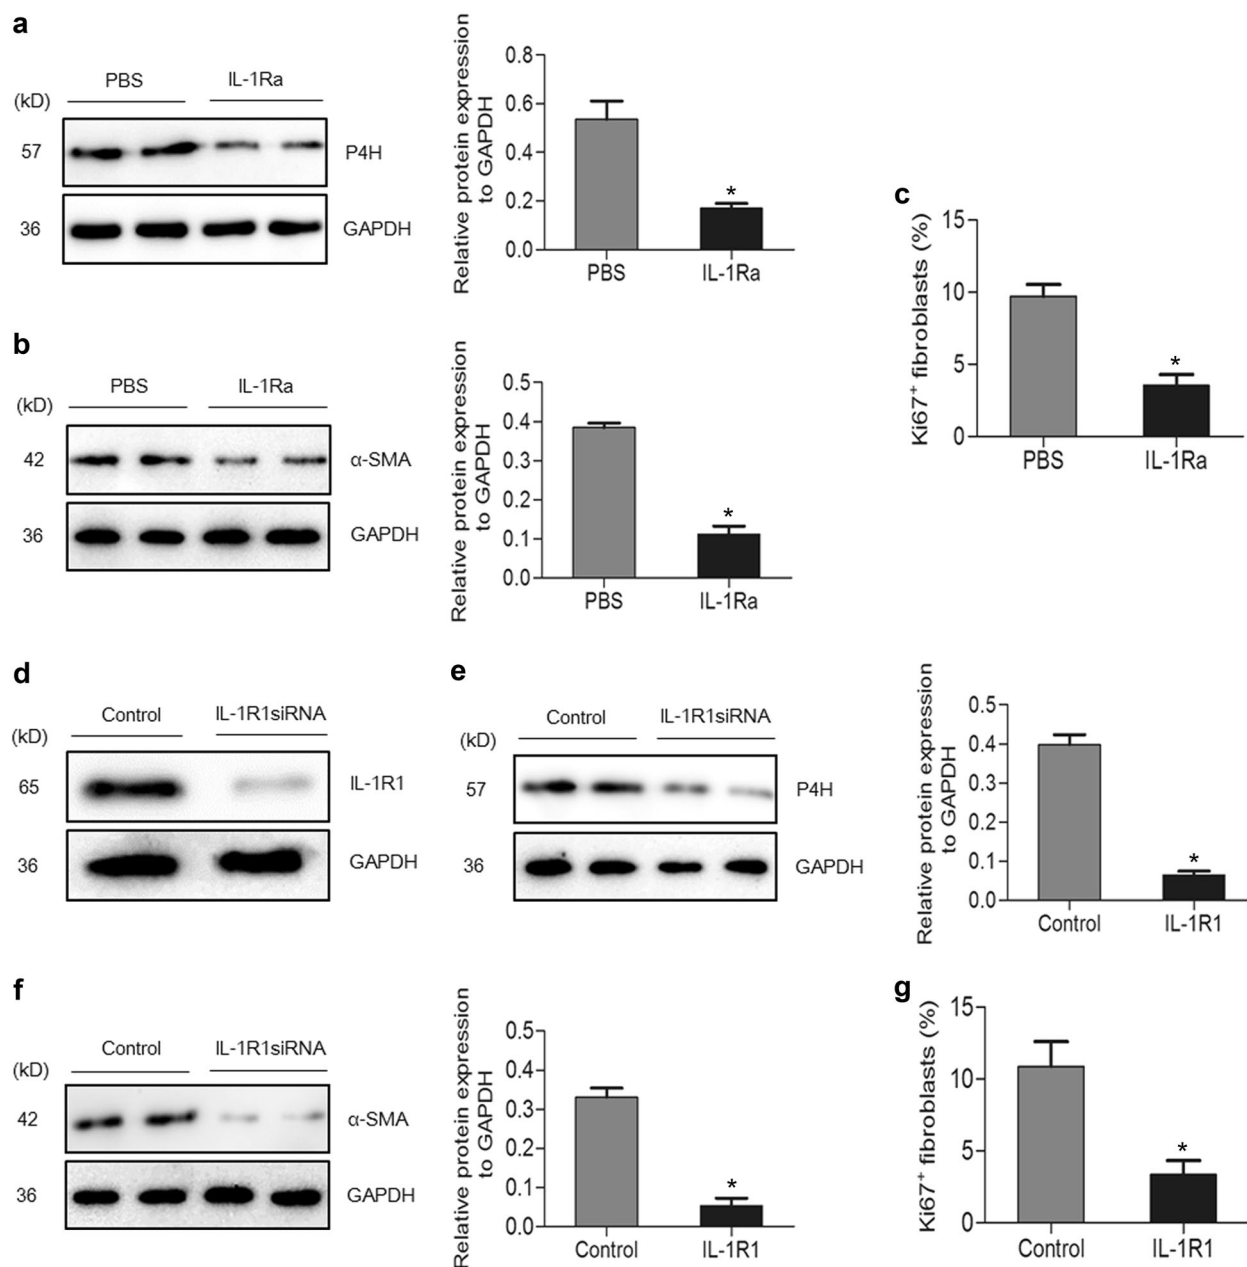 a
PBS IL-1Ra
(kD)
57 P4H
36 GAPDH
Relative protein expression
to GAPDH
0.8
0.6
0.4
0.2
0.0
PBS IL-1Ra
*
b
PBS IL-1Ra
(kD)
42 α-SMA
36 GAPDH
Relative protein expression
to GAPDH
0.5
0.4
0.3
0.2
0.1
0.0
PBS IL-1Ra
*
c
Ki67+ fibroblasts (%)
15
10
5
0
PBS IL-1Ra
*
d
Control IL-1R1siRNA
(kD)
65 IL-1R1
36 GAPDH
e
Control IL-1R1siRNA
(kD)
57 P4H
36 GAPDH
Relative protein expression
to GAPDH
0.5
0.4
0.3
0.2
0.1
0.0
Control IL-1R1
*
f
Control IL-1R1siRNA
(kD)
42 α-SMA
36 GAPDH
Relative protein expression
to GAPDH
0.5
0.4
0.3
0.2
0.1
0.0
Control IL-1R1
*
g
Ki67+ fibroblasts (%)
15
10
5
0
Control IL-1R1
*